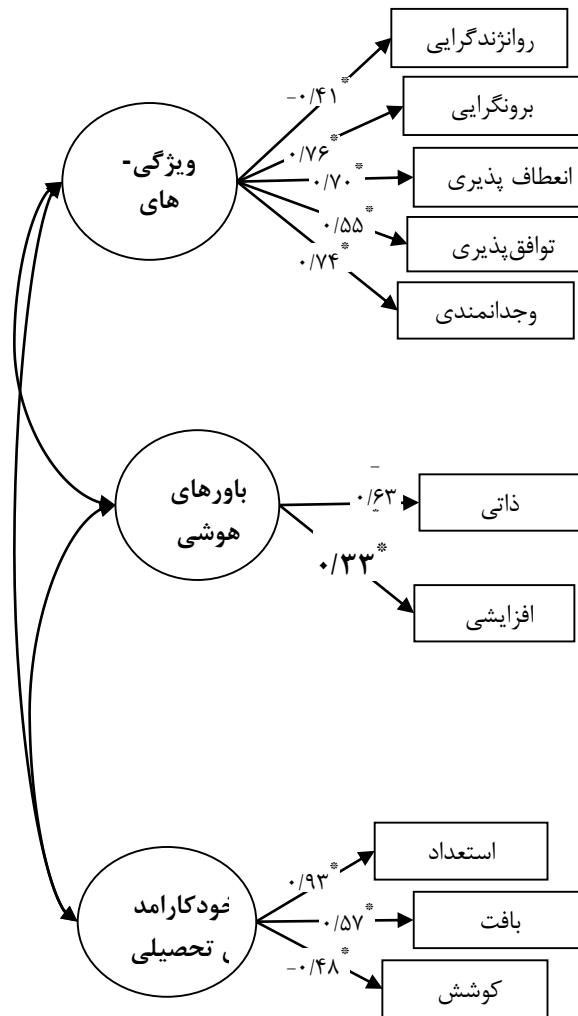 روانژندگرایی
-۰/۴۱*
برونگرایی
۰/۷۶*
ویژگی-
های
انعطاف پذیری
۰/۷۰*
توافق‌پذیری
۰/۵۵*
وجدانمندی
۰/۷۴*
باورهای
هوشی
ذاتی
–
۰/۶۳
افزایشی
۰/۳۳*
استعداد
۰/۹۳*
خودکارامد
ی تحصیلی
بافت
۰/۵۷*
کوشش
-۰/۴۸*